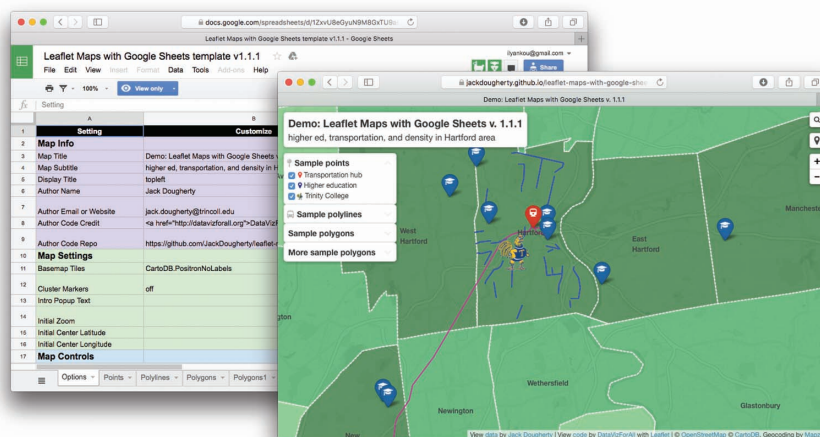 docs.google.com/spreadsheets/d/1ZxvU8eGyuN9M8GxTU9
Leaflet Maps with Google Sheets template v1.1.1 - Google Sheets
Leaflet Maps with Google Sheets template v1.1.1
ilyankou@gmail.com
File Edit View Insert Format Data Tools Add-ons Help
Share
100% View only
fx Setting
A B
1 Setting Customize
2 Map Info
3 Map Title Demo: Leaflet Maps with Google Sheets
4 Map Subtitle higher ed, transportation, and density in H
5 Display Title topleft
6 Author Name Jack Dougherty
7 Author Email or Website jack.dougherty@trincoll.edu
8 Author Code Credit <a href="http://datavizforall.org">DataVizF
9 Author Code Repo https://github.com/JackDougherty/leaflet-
10 Map Settings
11 Basemap Tiles CartoDB.PositronNoLabels
12 Cluster Markers off
13 Intro Popup Text
14 Initial Zoom
15 Initial Center Latitude
16 Initial Center Longitude
17 Map Controls
Options Points Polylines Polygons Polygons1
jackdougherty.github.io/leaflet-maps-with-google-shee
Demo: Leaflet Maps with Google Sheets v. 1.1.1
Demo: Leaflet Maps with Google Sheets v. 1.1.1
higher ed, transportation, and density in Hartford area
Sample points
Transportation hub
Higher education
Trinity College
Sample polylines
Sample polygons
More sample polygons
West
Hartford
Hartford
East
Hartford
Mancheste
gton
Wethersfield
Newington
Glastonbury
New
View data by Jack Dougherty | View code by DataVizForAll with Leaflet | © OpenStreetMap © CartoDB, Geocoding by